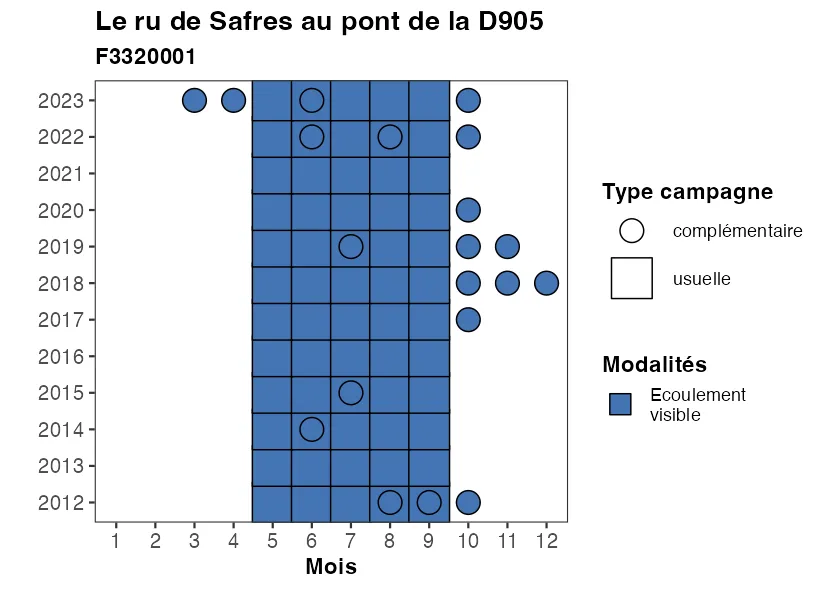 Le ru de Safres au pont de la D905
F3320001
2023
2022
2021
2020
2019
2018
2017
2016
2015
2014
2013
2012
1 2 3 4 5 6 7 8 9 10 11 12
Mois
Type campagne
complémentaire
usuelle
Modalités
Ecoulement
visible